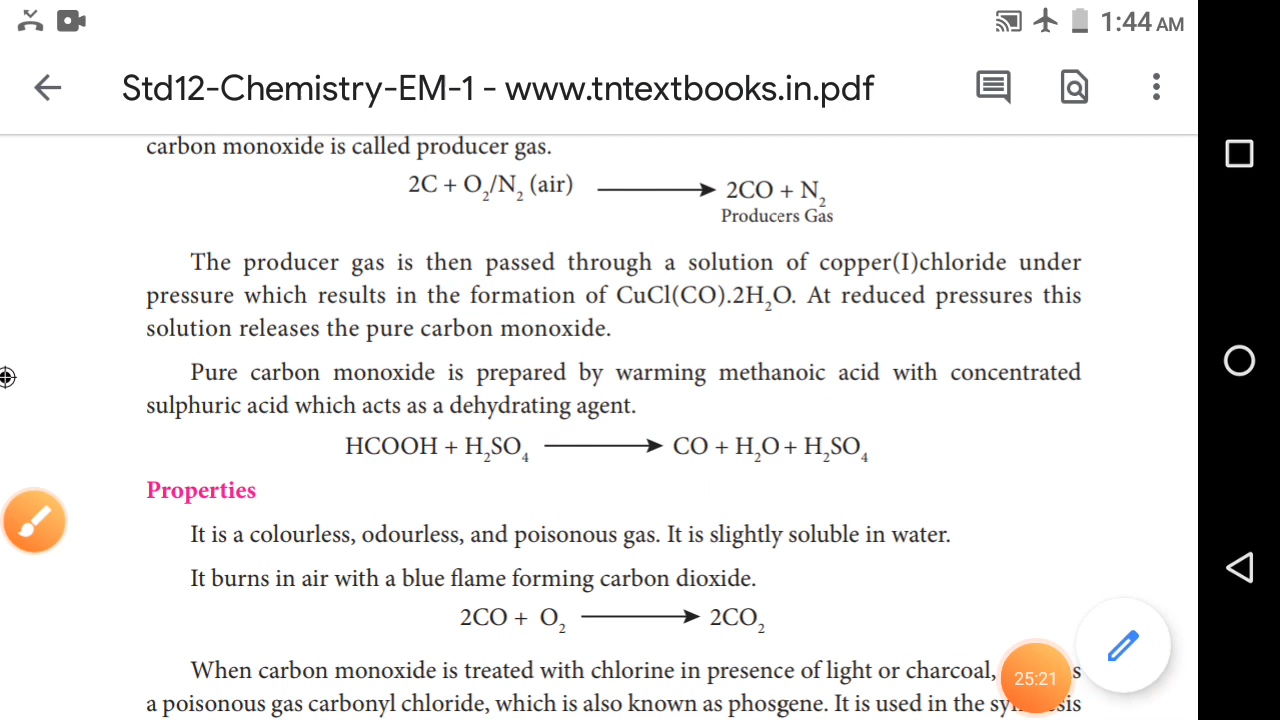 1:44 AM
Std12-Chemistry-EM-1 - www.tntextbooks.in.pdf
carbon monoxide is called producer gas.
2C + O₂/N₂ (air) ⟶ 2CO + N₂
Producers Gas
The producer gas is then passed through a solution of copper(I)chloride under
pressure which results in the formation of CuCl(CO).2H₂O. At reduced pressures this
solution releases the pure carbon monoxide.
Pure carbon monoxide is prepared by warming methanoic acid with concentrated
sulphuric acid which acts as a dehydrating agent.
HCOOH + H₂SO₄ ⟶ CO + H₂O + H₂SO₄
Properties
It is a colourless, odourless, and poisonous gas. It is slightly soluble in water.
It burns in air with a blue flame forming carbon dioxide.
2CO + O₂ ⟶ 2CO₂
When carbon monoxide is treated with chlorine in presence of light or charcoal,
25:21
a poisonous gas carbonyl chloride, which is also known as phosgene. It is used in the